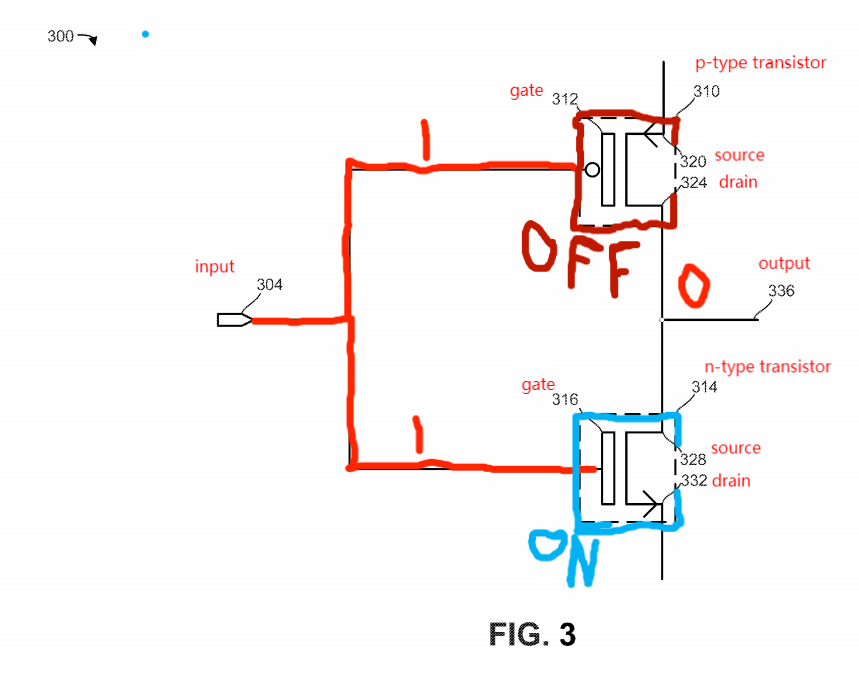 300
p-type transistor
gate
312
310
1
320
source
324
drain
OFF
input
304
0
output
336
n-type transistor
gate
316
314
1
328
source
332
drain
ON
FIG. 3